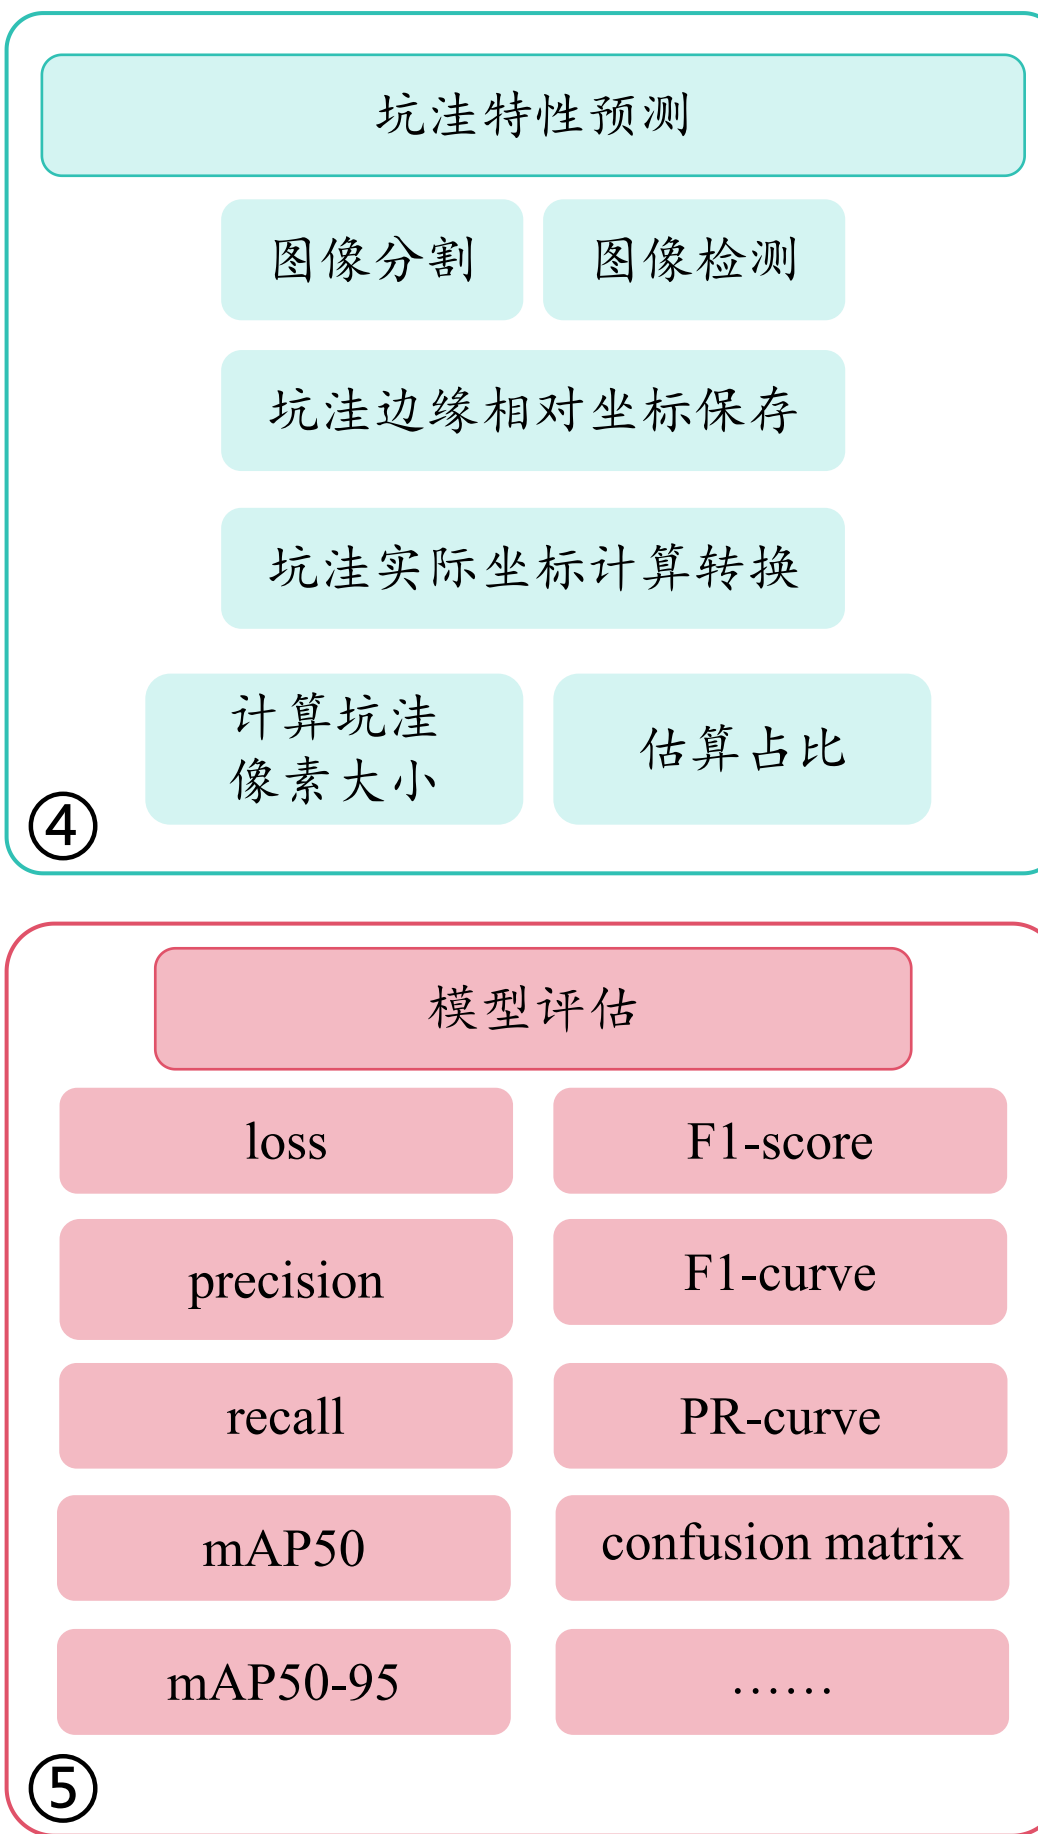 坑洼特性预测
图像分割
图像检测
坑洼边缘相对坐标保存
坑洼实际坐标计算转换
计算坑洼
像素大小
估算占比
④
模型评估
loss
F1-score
precision
F1-curve
recall
PR-curve
mAP50
confusion matrix
mAP50-95
……
⑤